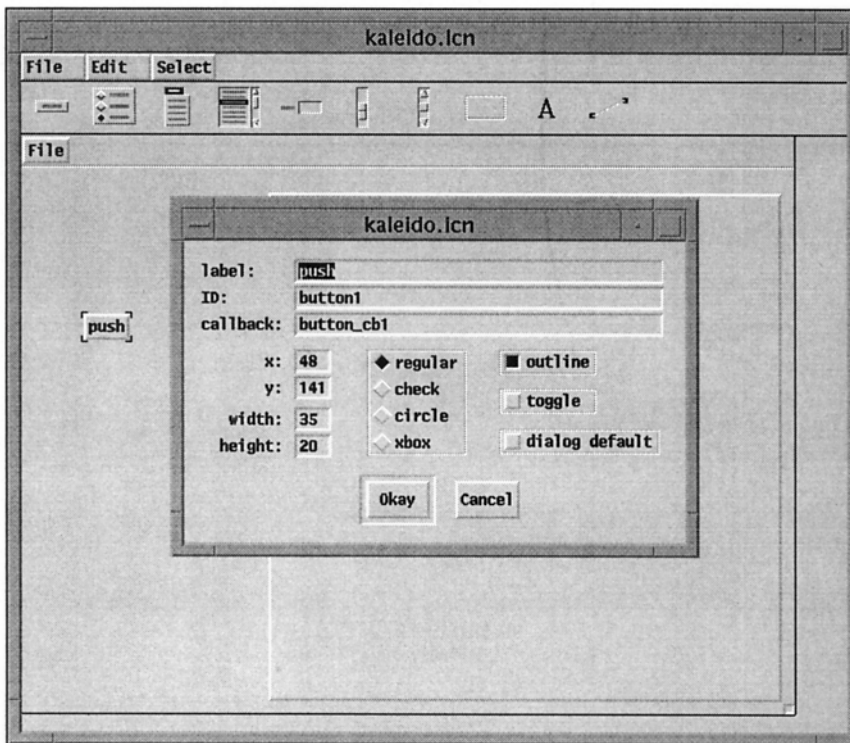 kaleido.icn
File Edit Select
A
File
kaleido.icn
label: push
ID: button1
callback: button_cb1
push
x: 48
y: 141
width: 35
height: 20
regular
check
circle
xbox
outline
toggle
dialog default
Okay Cancel